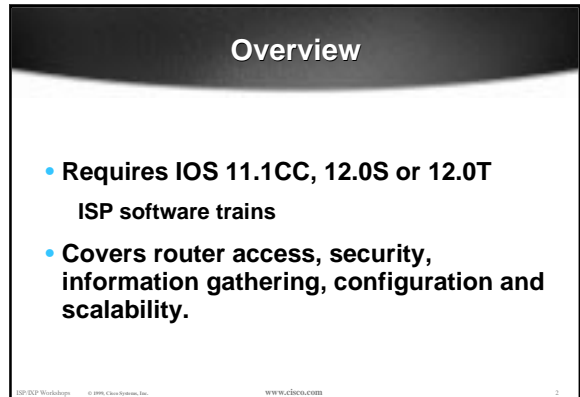 Overview
• Requires IOS 11.1CC, 12.0S or 12.0T
ISP software trains
• Covers router access, security,
information gathering, configuration and
scalability.
ISP/IXP Workshops © 1999, Cisco Systems, Inc. www.cisco.com 2